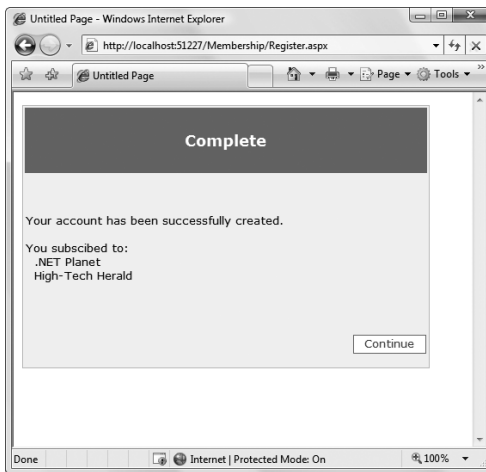 Untitled Page - Windows Internet Explorer
http://localhost:51227/Membership/Register.aspx
Untitled Page
Page
Tools
Complete
Your account has been successfully created.
You subscibed to:
.NET Planet
High-Tech Herald
Continue
Done
Internet | Protected Mode: On
100%